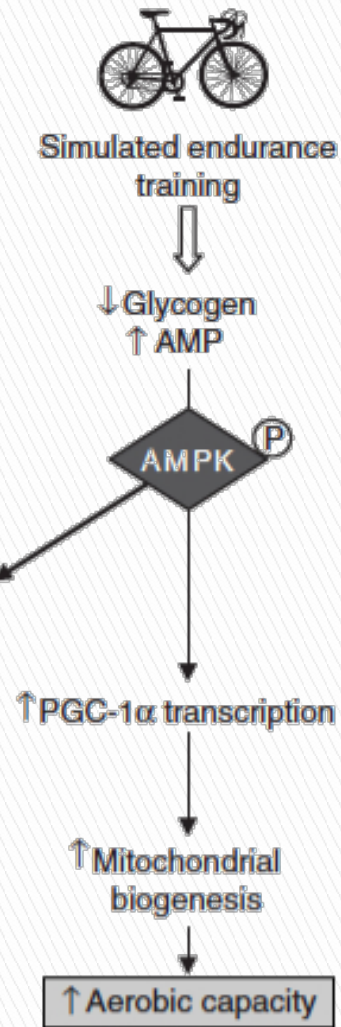 Simulated endurance
training
↓Glycogen
↑ AMP
P
AMPK
↑PGC-1α transcription
↑Mitochondrial
biogenesis
↑Aerobic capacity